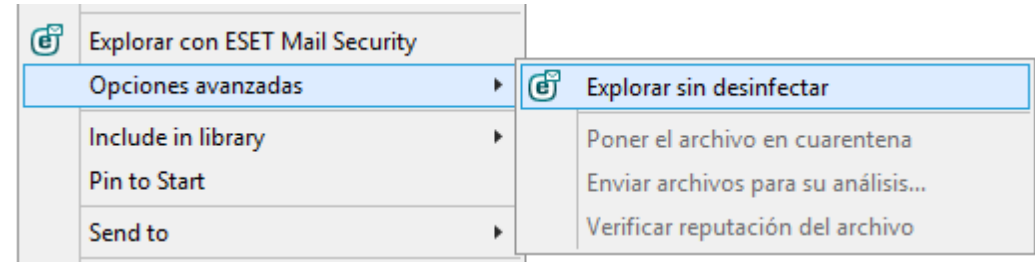 Explorar con ESET Mail Security
Opciones avanzadas
Include in library
Pin to Start
Send to
Explorar sin desinfectar
Poner el archivo en cuarentena
Enviar archivos para su análisis...
Verificar reputación del archivo